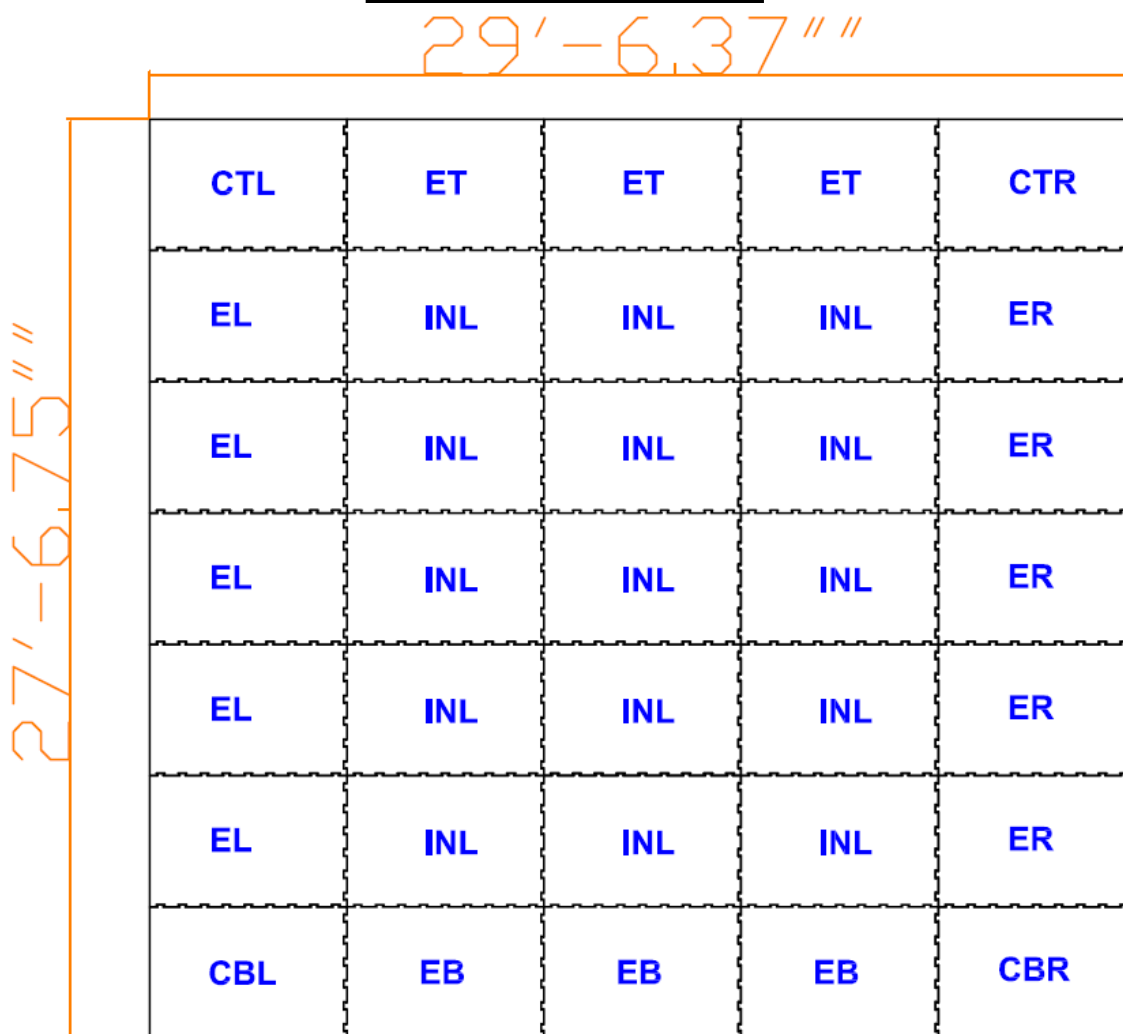 29'-6.37""
27'-6.75""
CTL ET ET ET CTR
EL INL INL INL ER
EL INL INL INL ER
EL INL INL INL ER
EL INL INL INL ER
EL INL INL INL ER
CBL EB EB EB CBR